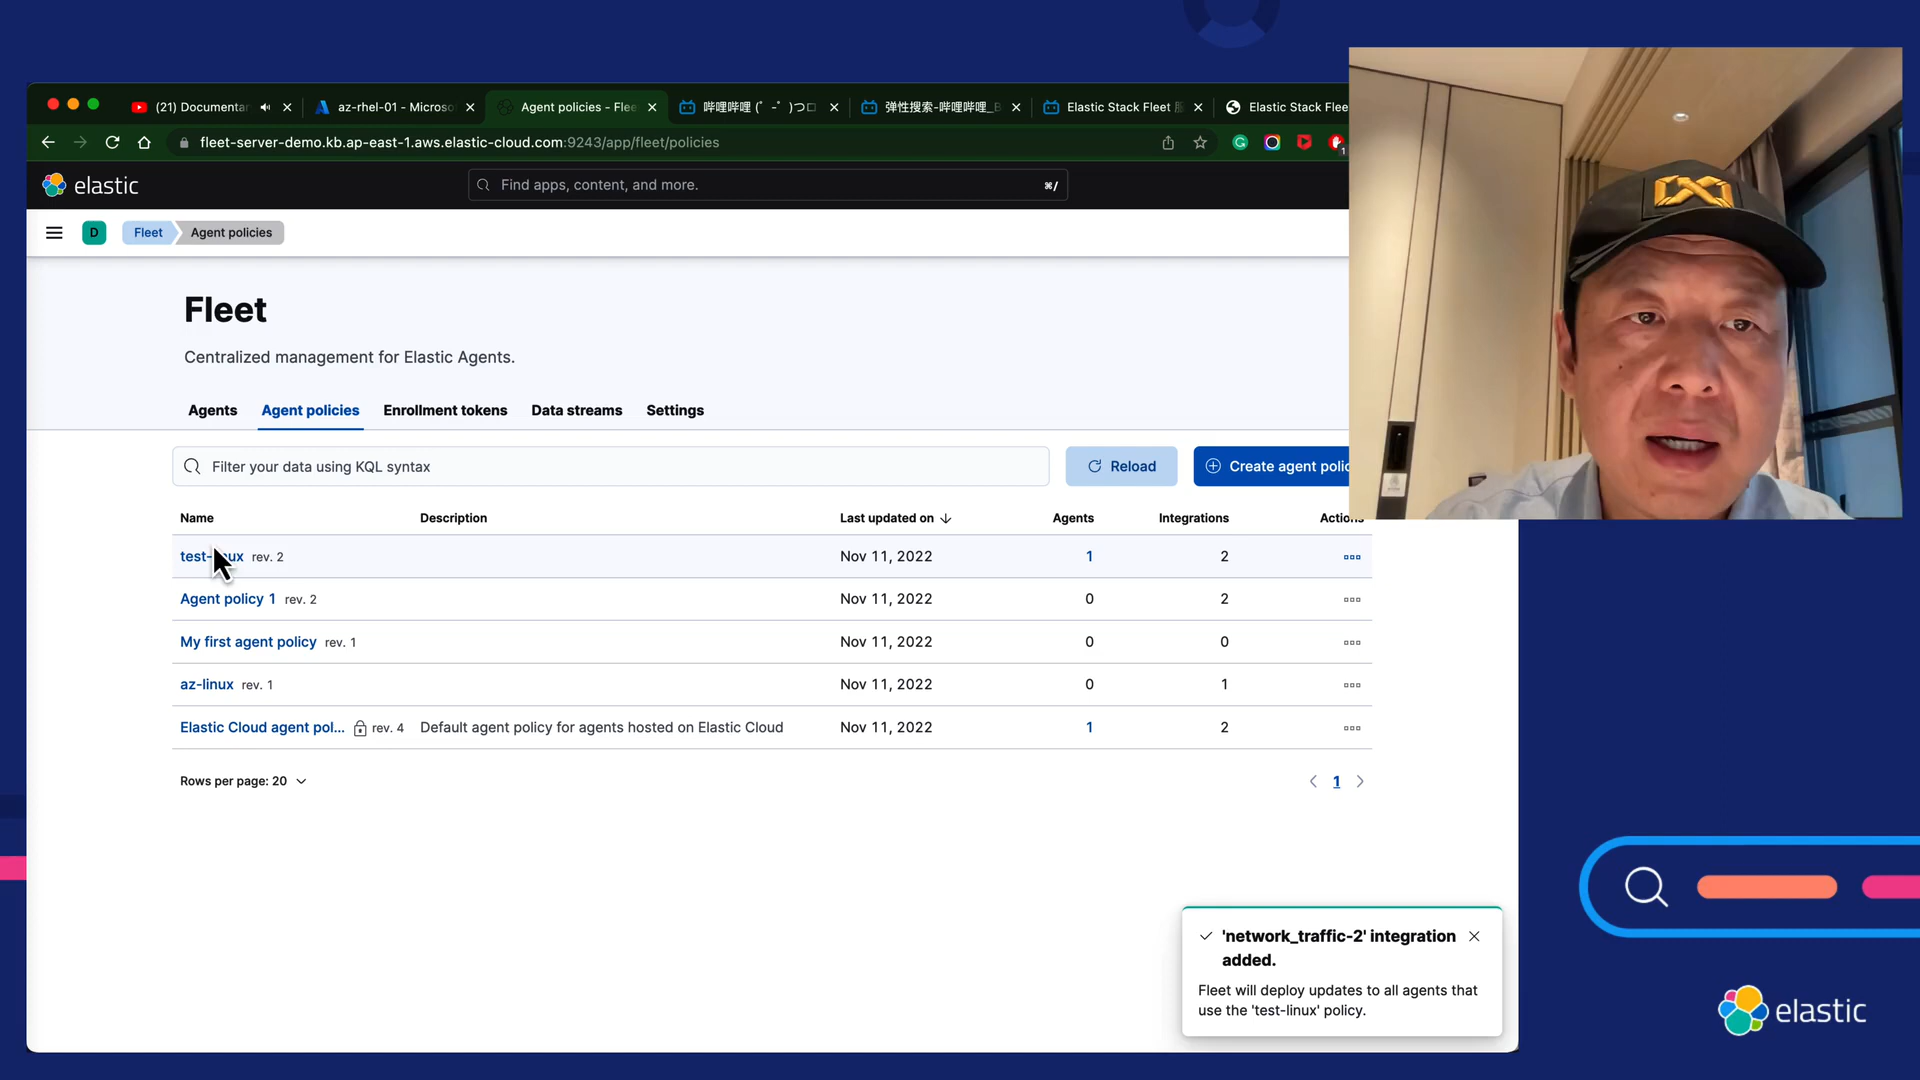 (21) Documentar
az-rhel-01 - Microso
Agent policies - Flee
哔哩哔哩 (゜-゜)つロ
弹性搜索-哔哩哔哩_B
Elastic Stack Fleet
Elastic Stack Flee
fleet-server-demo.kb.ap-east-1.aws.elastic-cloud.com:9243/app/fleet/policies
1
elastic
Find apps, content, and more.
⌘/
D
Fleet
Agent policies
Fleet
Centralized management for Elastic Agents.
Agents
Agent policies
Enrollment tokens
Data streams
Settings
Filter your data using KQL syntax
Reload
Create agent polic
Name
Description
Last updated on
Agents
Integrations
Actions
test-linux rev. 2 Nov 11, 2022 1 2
Agent policy 1 rev. 2 Nov 11, 2022 0 2
My first agent policy rev. 1 Nov 11, 2022 0 0
az-linux rev. 1 Nov 11, 2022 0 1
Elastic Cloud agent pol... rev. 4 Default agent policy for agents hosted on Elastic Cloud Nov 11, 2022 1 2
Rows per page: 20
1
'network_traffic-2' integration
added.
Fleet will deploy updates to all agents that
use the 'test-linux' policy.
elastic